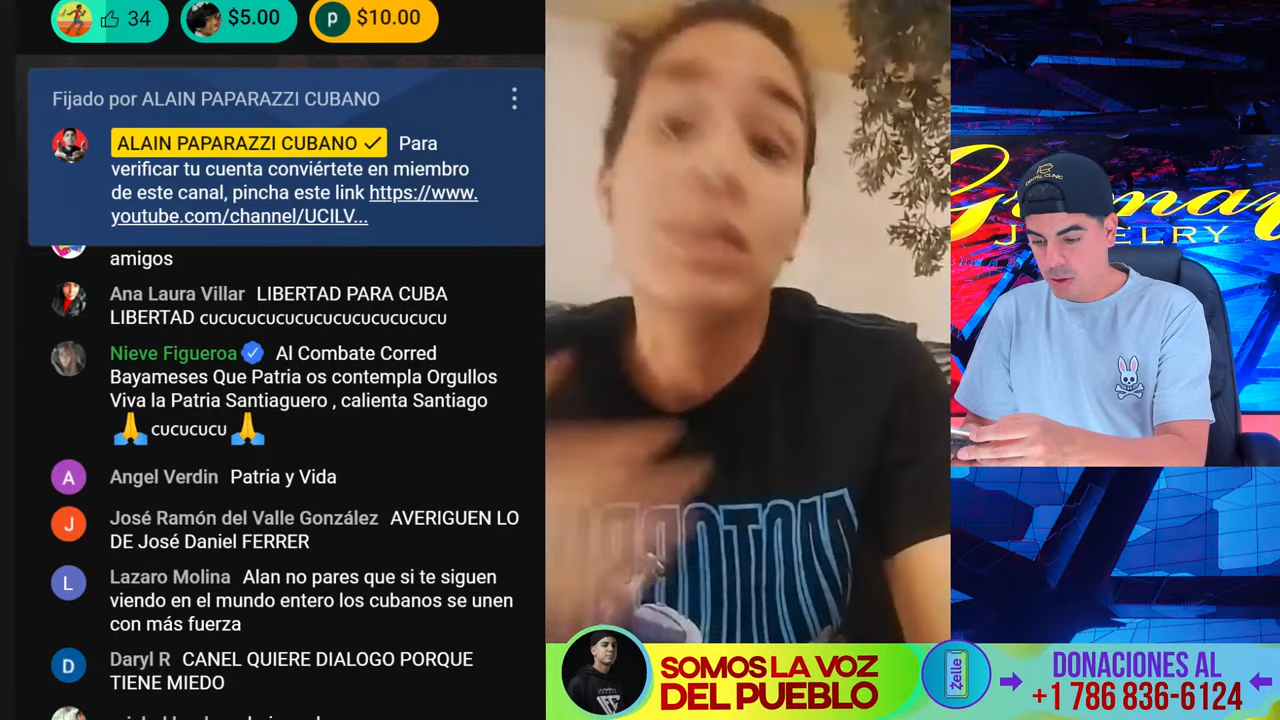 34
$5.00
p $10.00
Fijado por ALAIN PAPARAZZI CUBANO
ALAIN PAPARAZZI CUBANO Para
verificar tu cuenta conviértete en miembro
de este canal, pincha este link https://www.
youtube.com/channel/UCILV...
amigos
Ana Laura Villar LIBERTAD PARA CUBA
LIBERTAD cucucucucucucucucucucucu
Nieve Figueroa Al Combate Corred
Bayameses Que Patria os contempla Orgullos
Viva la Patria Santiaguero , calienta Santiago
cucucucu
A Angel Verdin Patria y Vida
J José Ramón del Valle González AVERIGUEN LO
DE José Daniel FERRER
L Lazaro Molina Alan no pares que si te siguen
viendo en el mundo entero los cubanos se unen
con más fuerza
D Daryl R CANEL QUIERE DIALOGO PORQUE
TIENE MIEDO
JEWELRY
DENTAL CLINIC
SOMOS LA VOZ
DEL PUEBLO
Zelle
DONACIONES AL
+1 786 836-6124